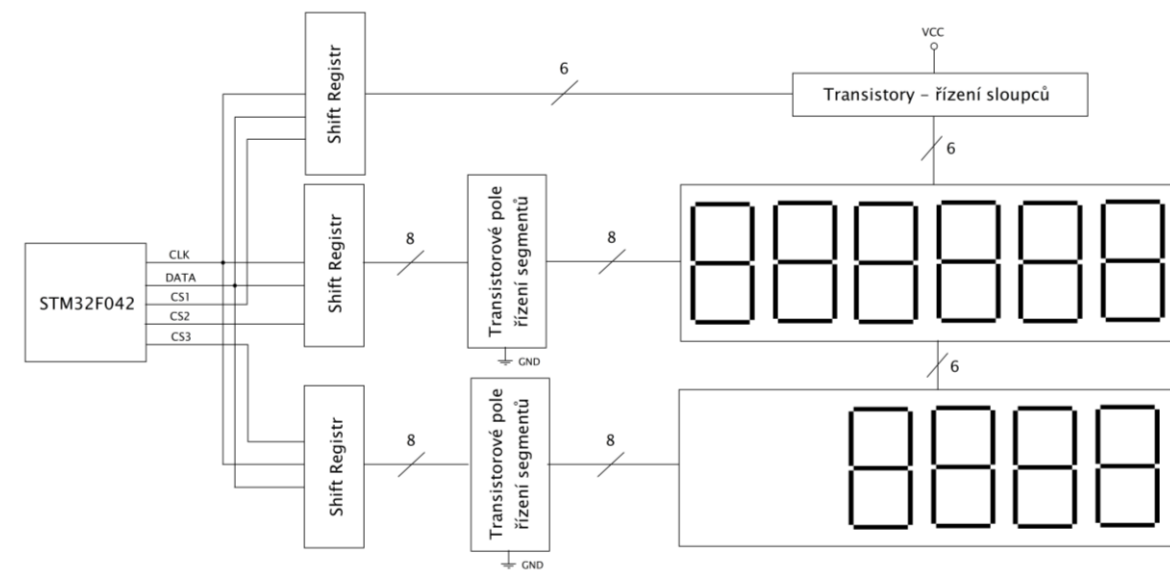 VCC
Shift Registr
6
Transistory – řízení sloupců
6
Shift Registr
8
Transistorové pole
řízení segmentů
8
GND
STM32F042
CLK
DATA
CS1
CS2
CS3
6
Shift Registr
8
Transistorové pole
řízení segmentů
8
GND